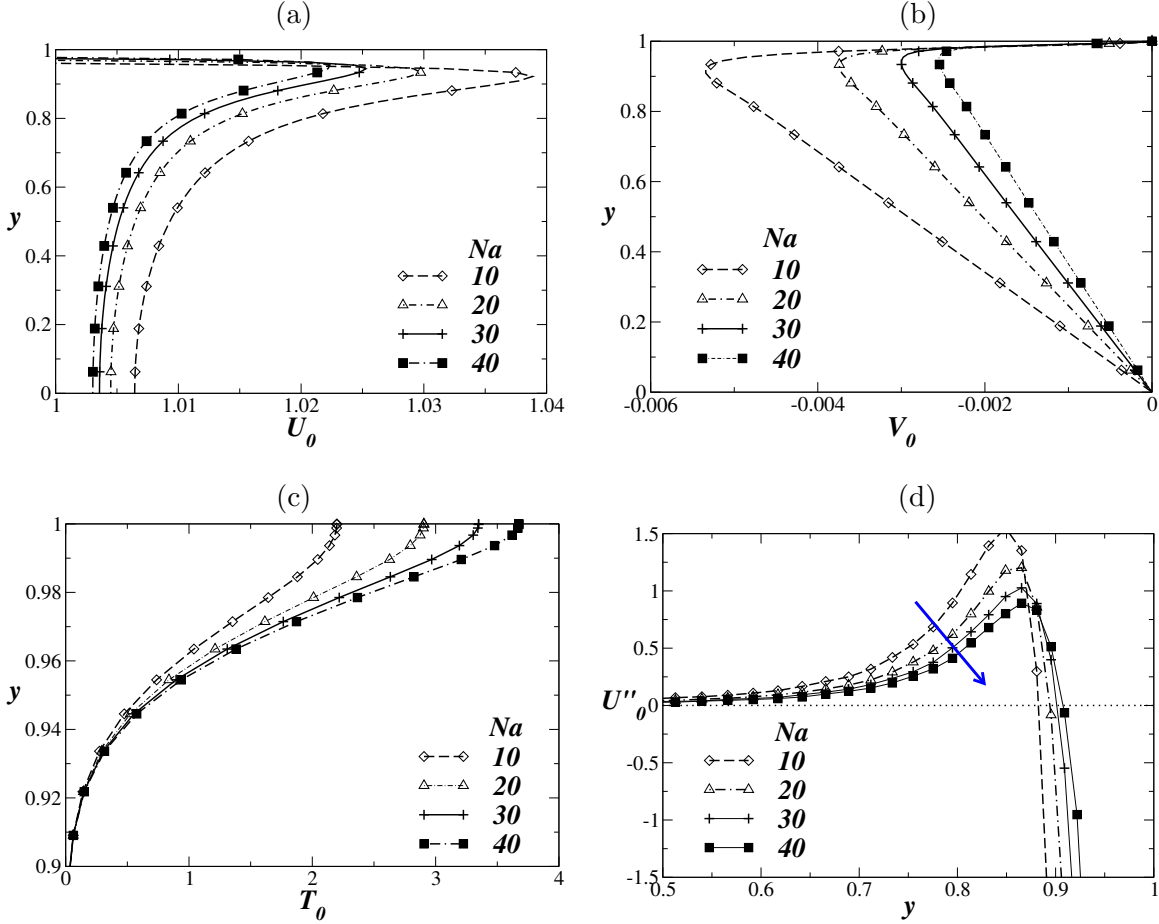 (a)
1
0.8
0.6
0.4
0.2
0
y
1 1.01 1.02 1.03 1.04
U0
Na
10
20
30
40
(b)
1
0.8
0.6
0.4
0.2
0
y
-0.006 -0.004 -0.002 0
V0
Na
10
20
30
40
(c)
1
0.98
0.96
0.94
0.92
0.9
y
0 1 2 3 4
T0
Na
10
20
30
40
(d)
1.5
1
0.5
0
-0.5
-1
-1.5
U''0
0.5 0.6 0.7 0.8 0.9 1
y
Na
10
20
30
40